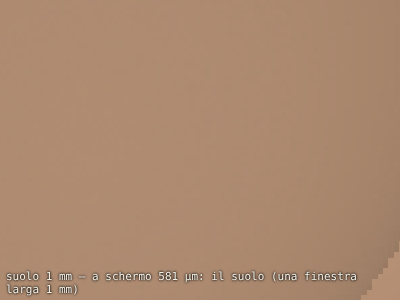 suolo 1 mm — a schermo 581 µm: il suolo (una finestra
larga 1 mm)